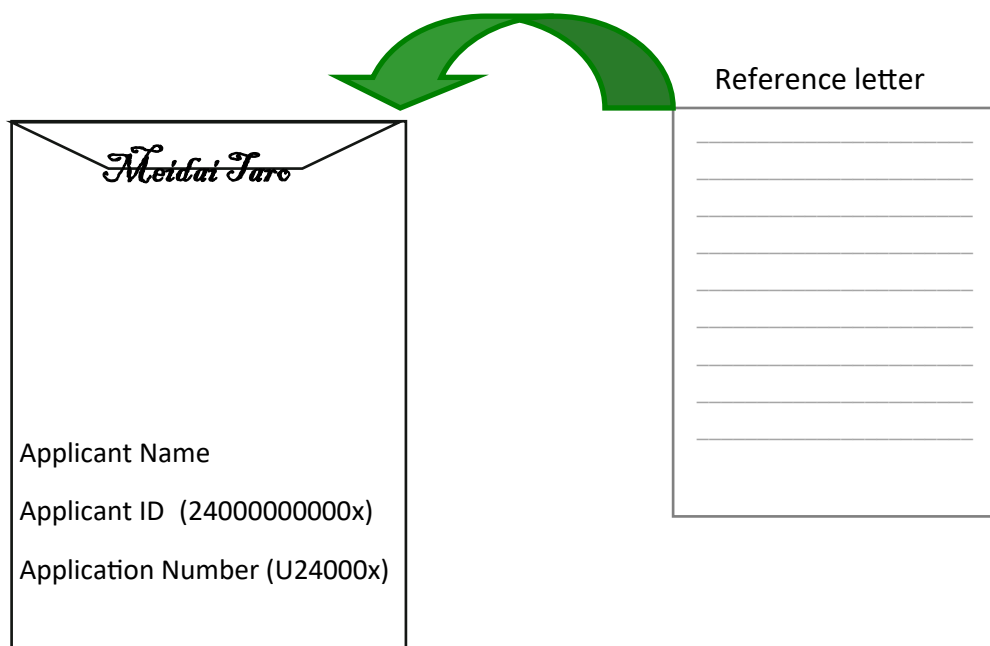 Reference letter
Meidai Taro
Applicant Name
Applicant ID (24000000000x)
Application Number (U24000x)